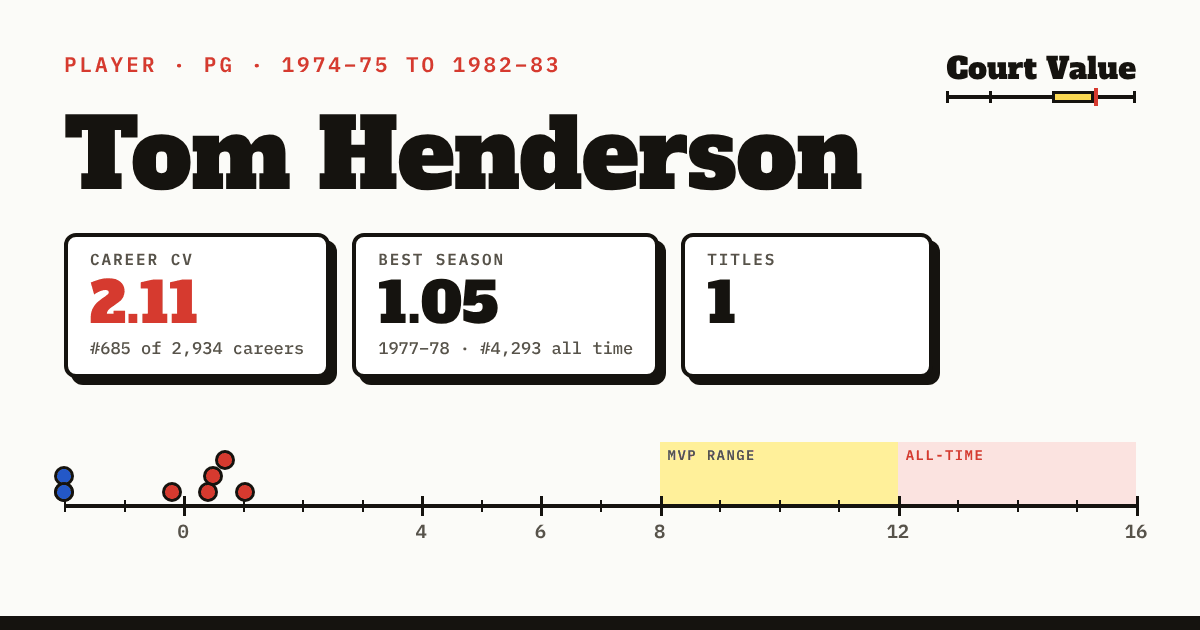 PLAYER · PG · 1974–75 TO 1982–83
Court Value
Tom Henderson
CAREER CV
2.11
#685 of 2,934 careers
BEST SEASON
1.05
1977–78 · #4,293 all time
TITLES
1
MVP RANGE
ALL-TIME
0 4 6 8 12 16